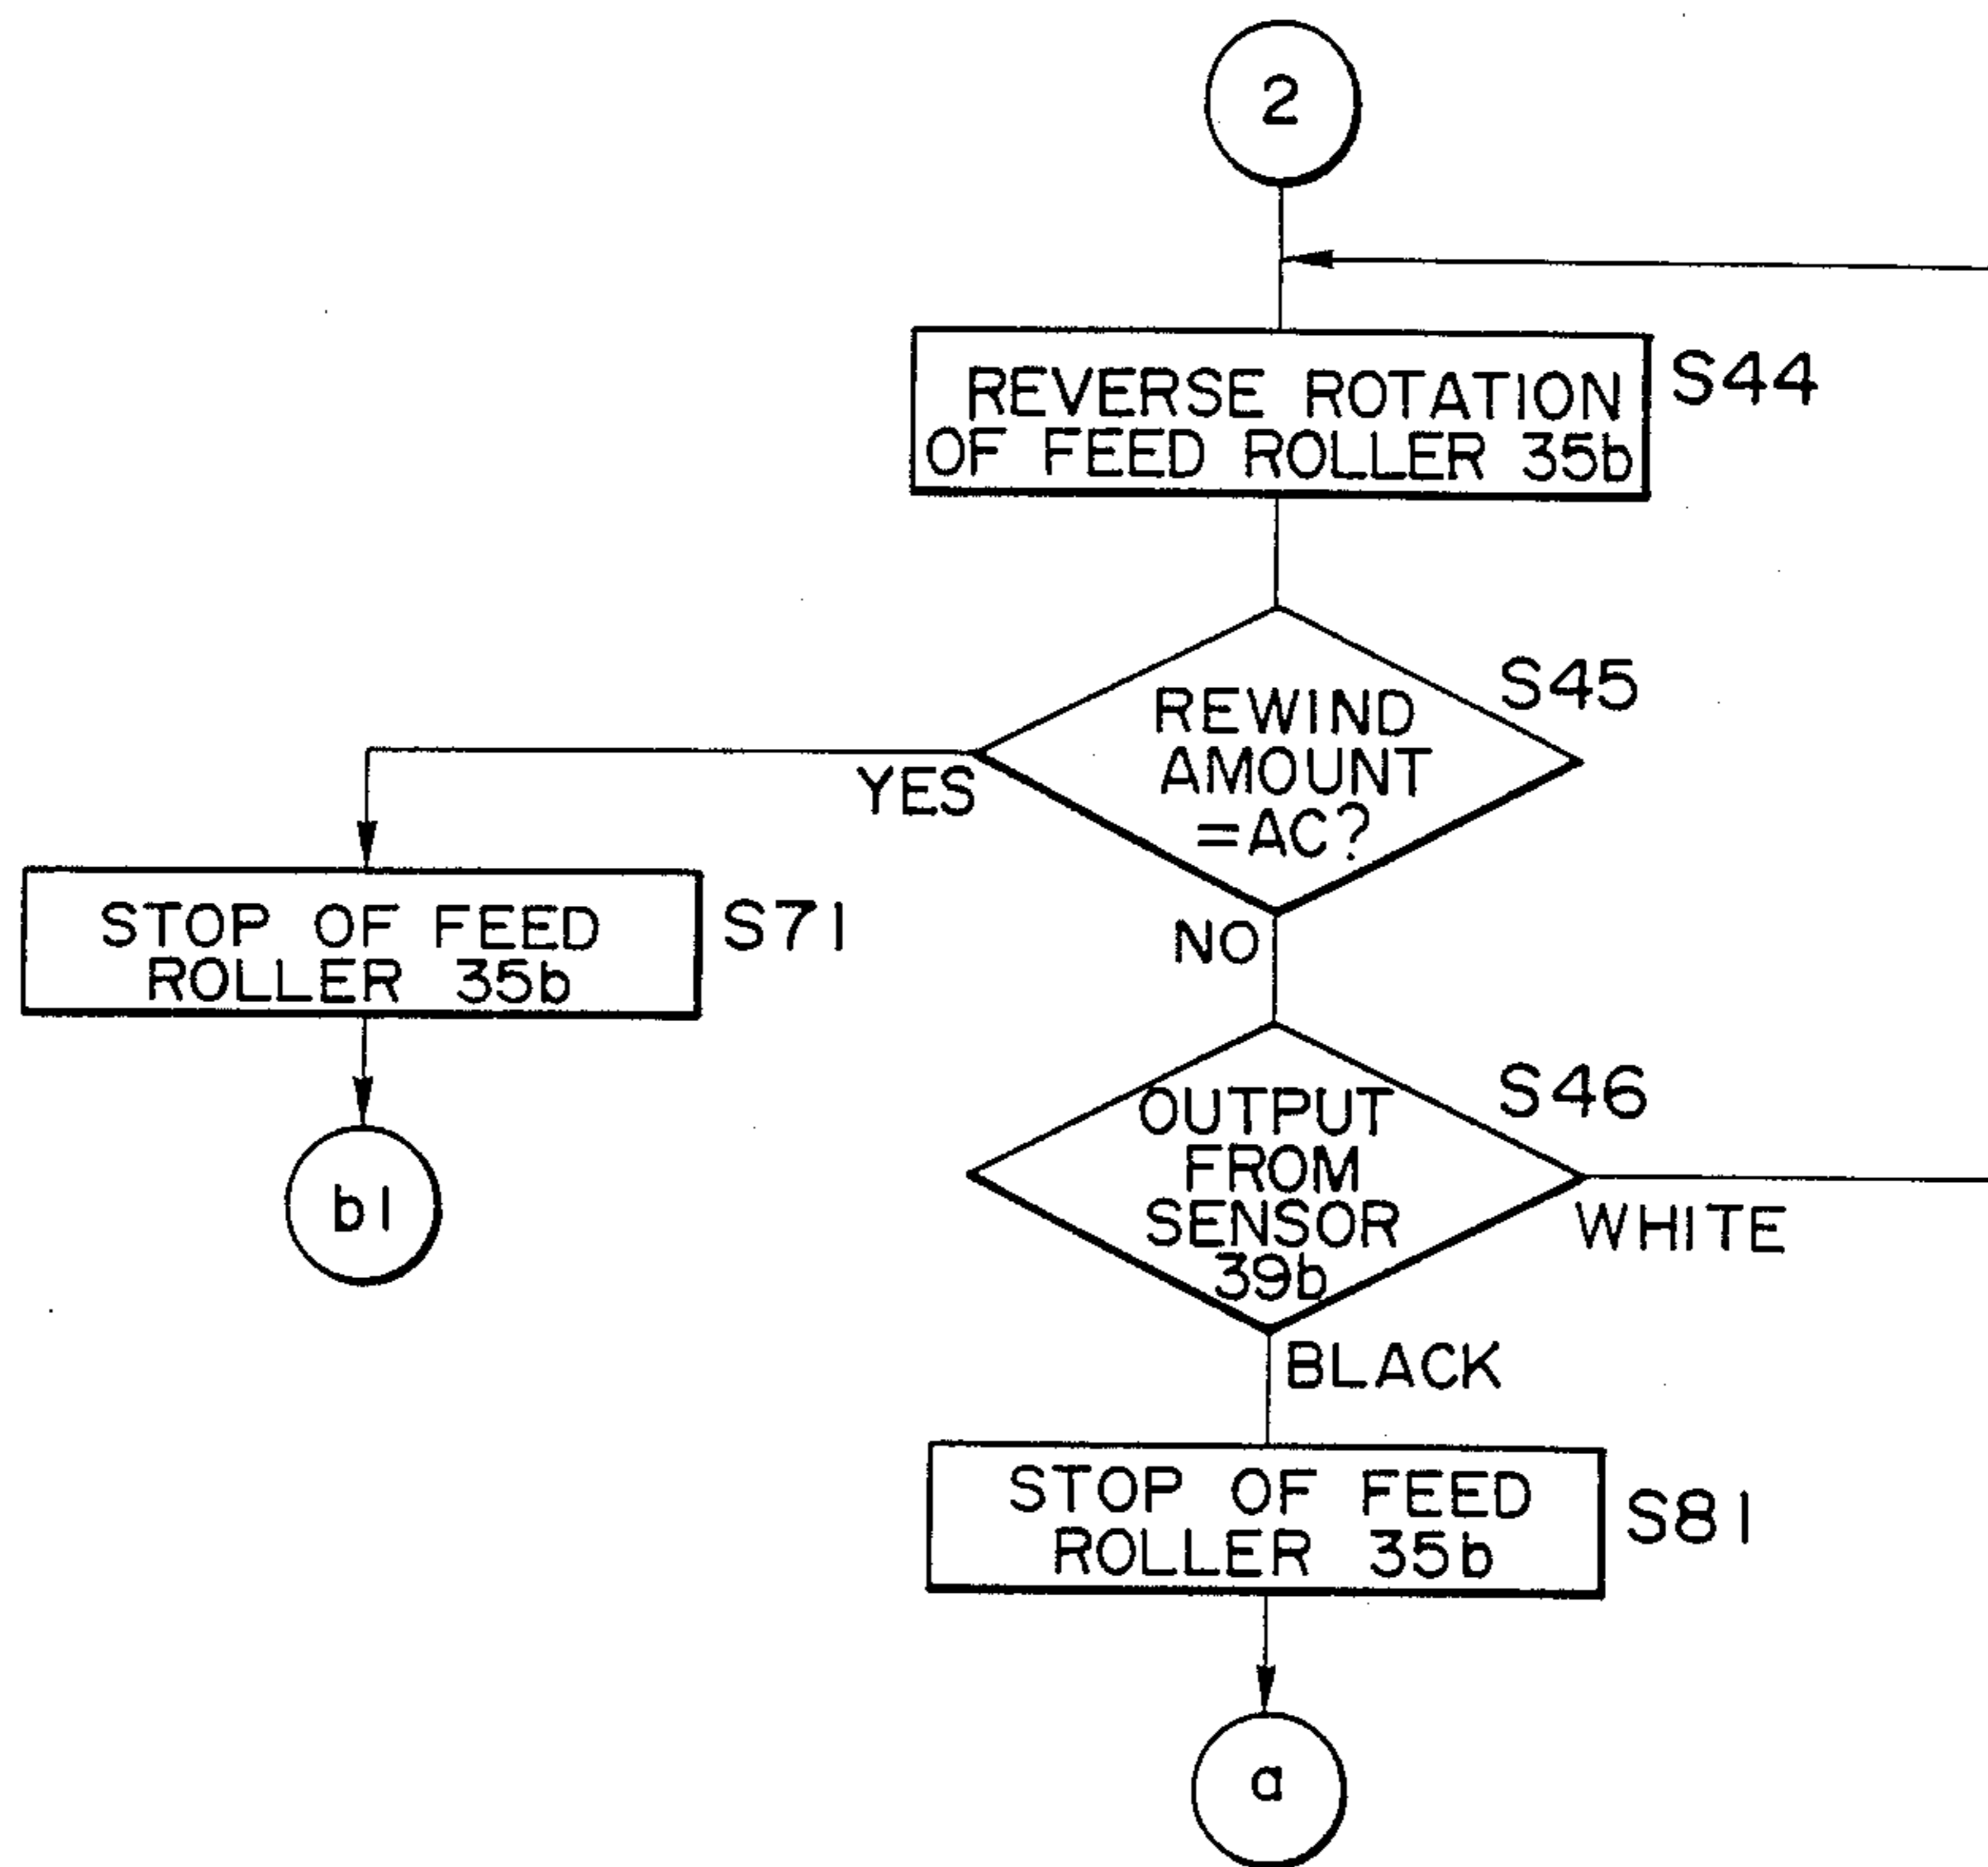 2
REVERSE ROTATION
OF FEED ROLLER 35b
S44
REWIND
AMOUNT
=AC?
S45
YES
NO
STOP OF FEED
ROLLER 35b
S71
b1
OUTPUT
FROM
SENSOR
39b
S46
WHITE
BLACK
STOP OF FEED
ROLLER 35b
S81
a